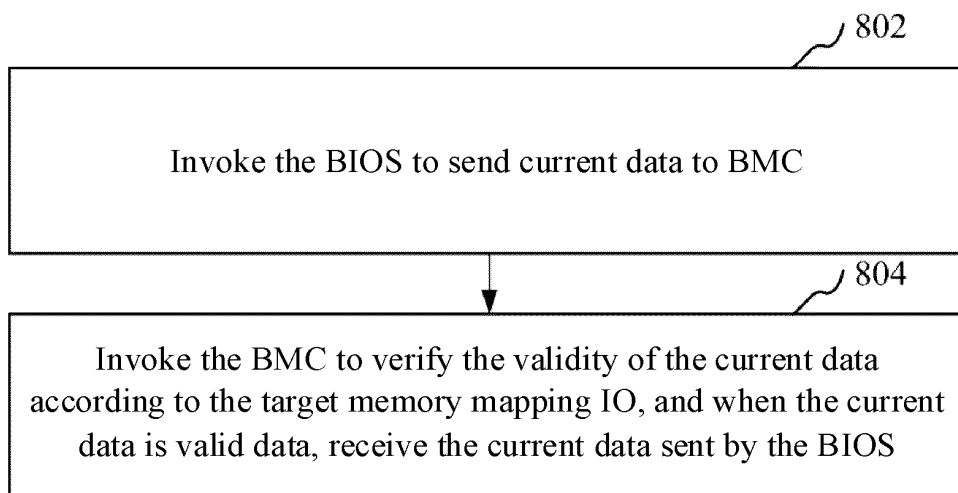 802
Invoke the BIOS to send current data to BMC
804
Invoke the BMC to verify the validity of the current data
according to the target memory mapping IO, and when the current
data is valid data, receive the current data sent by the BIOS